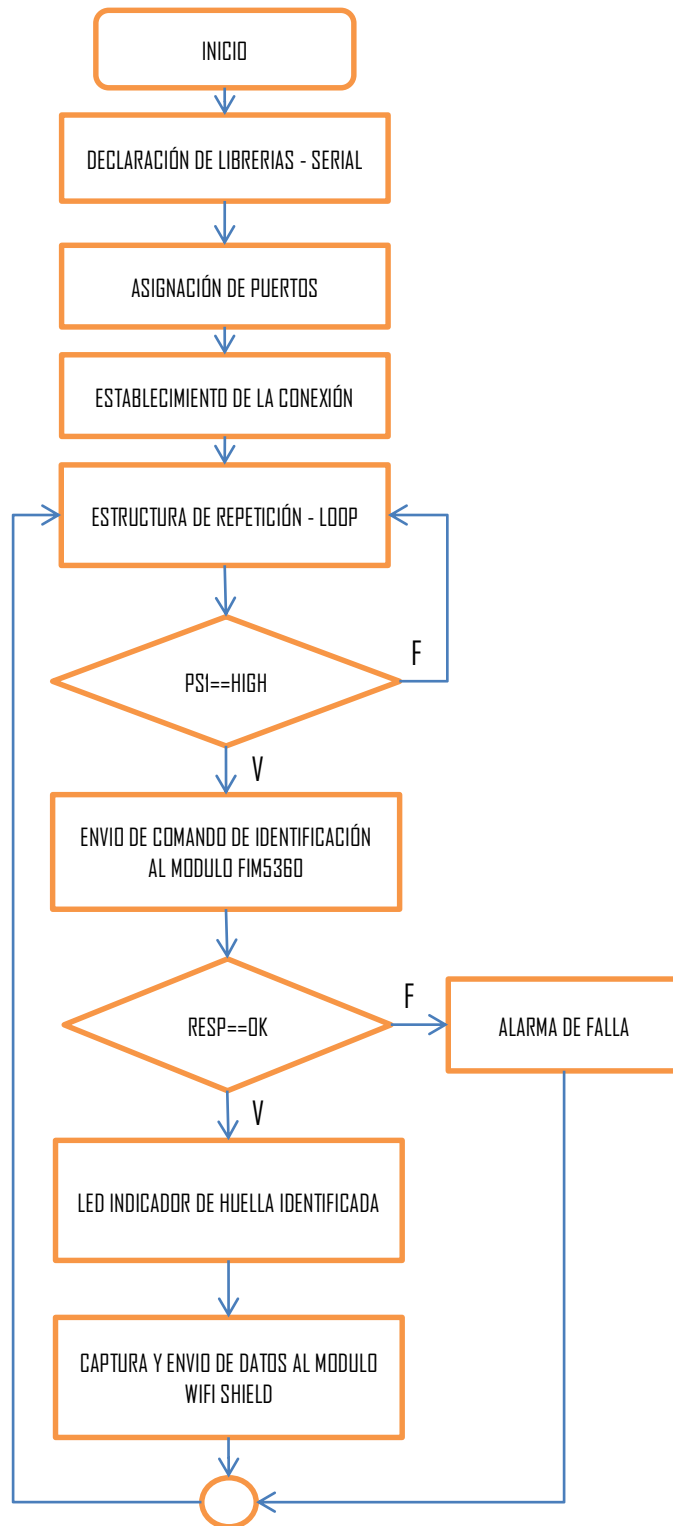 INICIO
DECLARACIÓN DE LIBRERIAS - SERIAL
ASIGNACIÓN DE PUERTOS
ESTABLECIMIENTO DE LA CONEXIÓN
ESTRUCTURA DE REPETICIÓN - LOOP
F
PS1==HIGH
V
ENVIO DE COMANDO DE IDENTIFICACIÓN
AL MODULO FIM5360
F
RESP==OK
ALARMA DE FALLA
V
LED INDICADOR DE HUELLA IDENTIFICADA
CAPTURA Y ENVIO DE DATOS AL MODULO
WIFI SHIELD